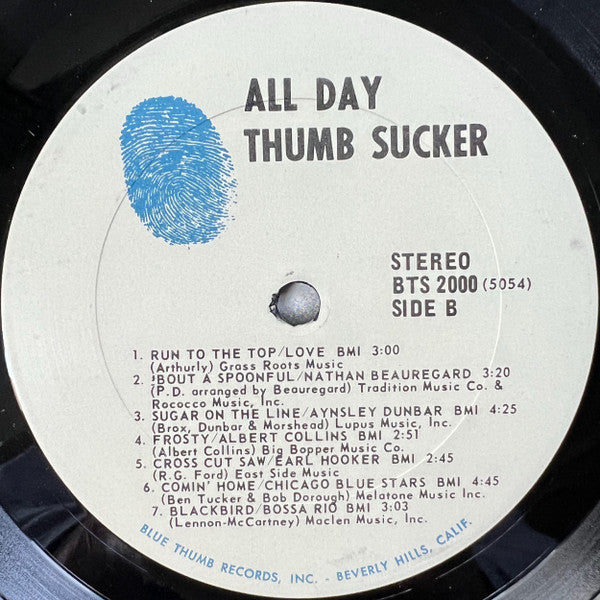 ALL DAY
THUMB SUCKER
STEREO
BTS 2000 (5054)
SIDE B
1. RUN TO THE TOP/LOVE BMI 3:00
(Arthurly) Grass Roots Music
2. 'BOUT A SPOONFUL/NATHAN BEAUREGARD 3:20
(P.D. arranged by Beauregard) Tradition Music Co. &
Rococco Music, Inc.
3. SUGAR ON THE LINE/AYNSLEY DUNBAR BMI 4:25
(Brox, Dunbar & Morshead) Lupus Music, Inc.
4. FROSTY/ALBERT COLLINS BMI 2:51
(Albert Collins) Big Bopper Music Co.
5. CROSS CUT SAW/EARL HOOKER BMI 2:45
(R.G. Ford) East Side Music
6. COMIN' HOME/CHICAGO BLUE STARS BMI 4:45
(Ben Tucker & Bob Dorough) Melatone Music Inc.
7. BLACKBIRD/BOSSA RIO BMI 3:03
(Lennon-McCartney) Maclen Music, Inc.
BLUE THUMB RECORDS, INC. - BEVERLY HILLS, CALIF.